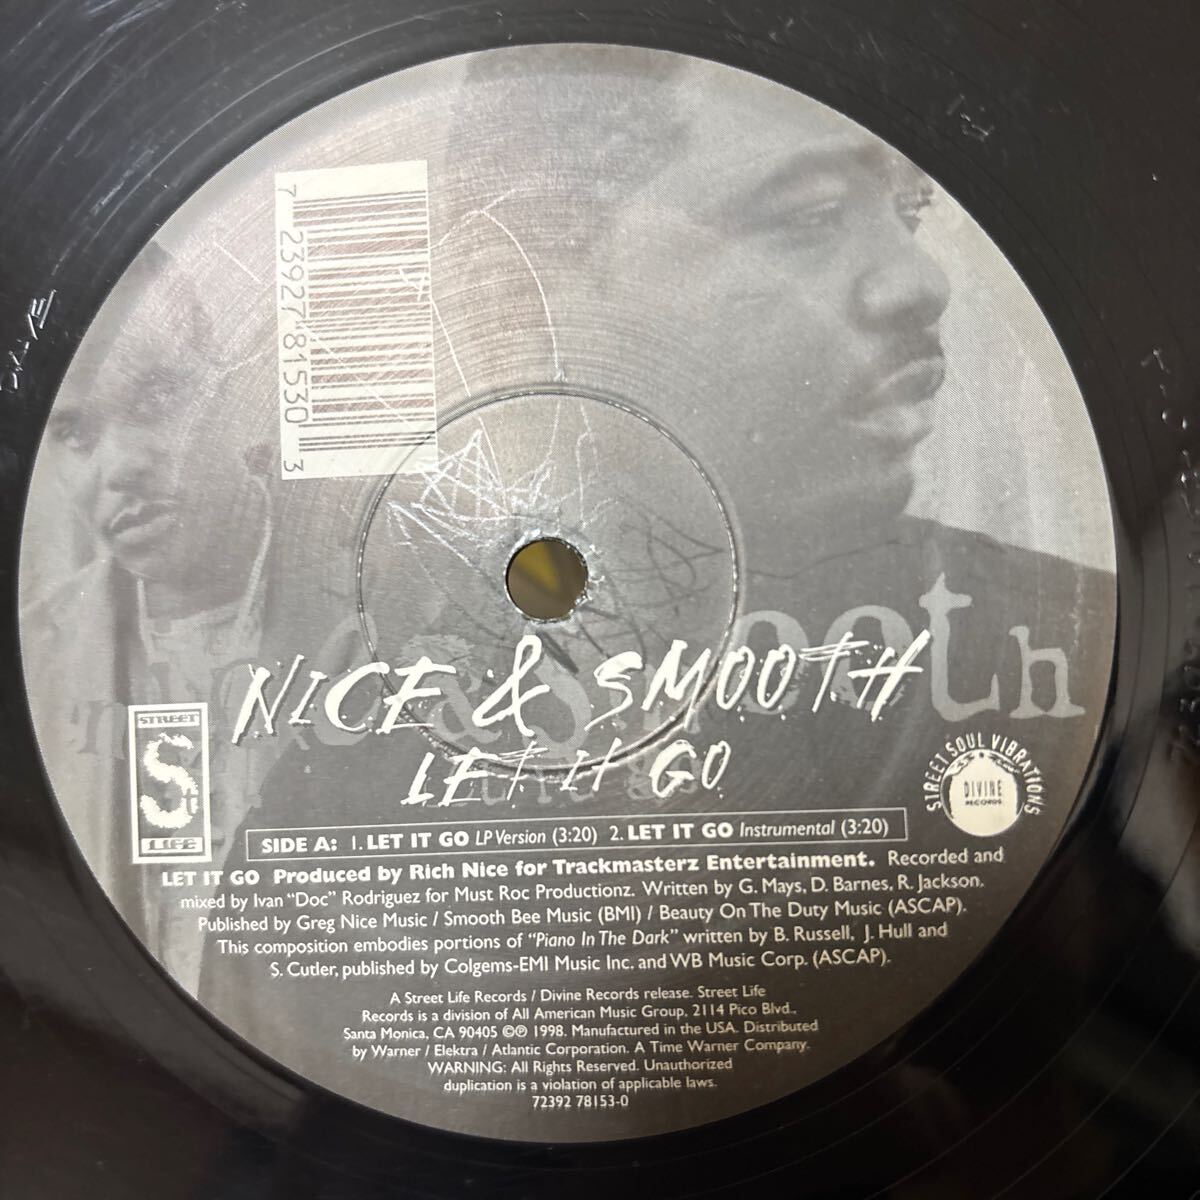 7 23927 81530 3
NICE & SMOOTH
LET IT GO
STREET
S
LIFE
STREET SOUL VIBRATIONS
DIVINE
RECORDS
SIDE A: 1. LET IT GO LP Version (3:20) 2. LET IT GO Instrumental (3:20)
LET IT GO Produced by Rich Nice for Trackmasterz Entertainment. Recorded and
mixed by Ivan "Doc" Rodriguez for Must Roc Productionz. Written by G. Mays, D. Barnes, R. Jackson.
Published by Greg Nice Music / Smooth Bee Music (BMI) / Beauty On The Duty Music (ASCAP).
This composition embodies portions of "Piano In The Dark" written by B. Russell, J. Hull and
S. Cutler, published by Colgems-EMI Music Inc. and WB Music Corp. (ASCAP).
A Street Life Records / Divine Records release. Street Life
Records is a division of All American Music Group, 2114 Pico Blvd.,
Santa Monica, CA 90405 ©℗ 1998. Manufactured in the USA. Distributed
by Warner / Elektra / Atlantic Corporation. A Time Warner Company.
WARNING: All Rights Reserved. Unauthorized
duplication is a violation of applicable laws.
72392 78153-0